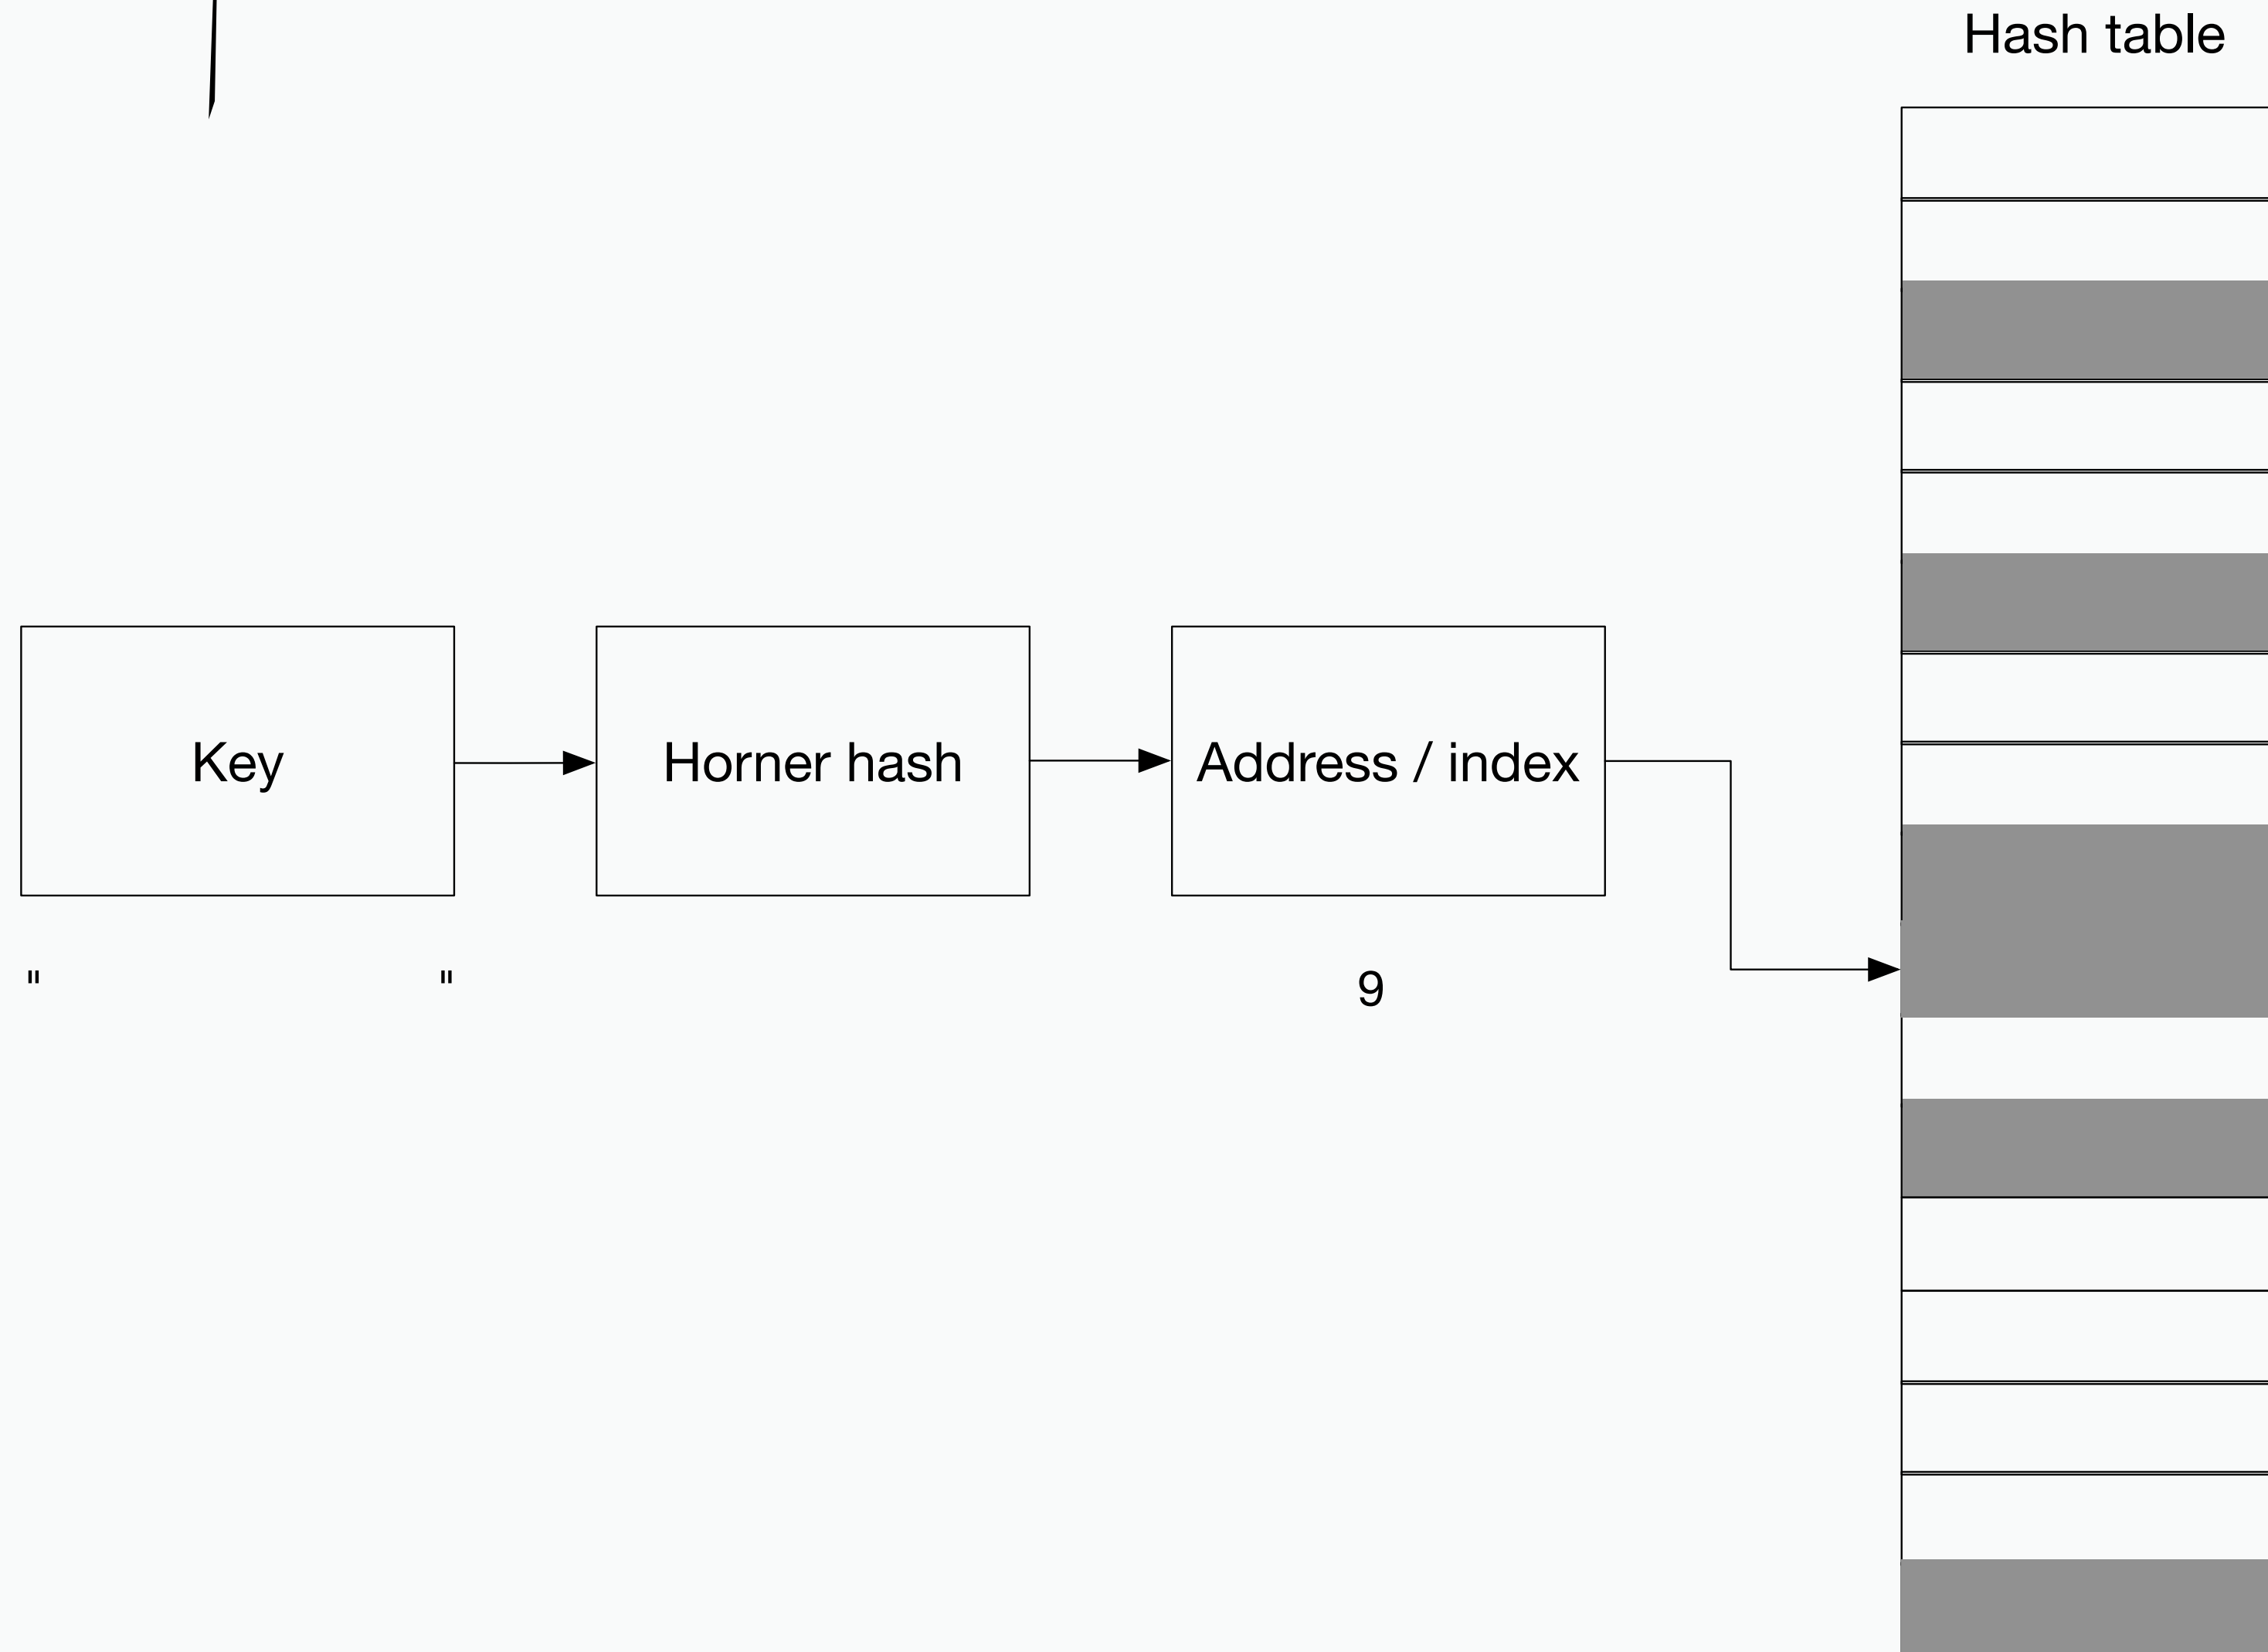 Hash table
Key
Horner hash
Address / index
" "
9